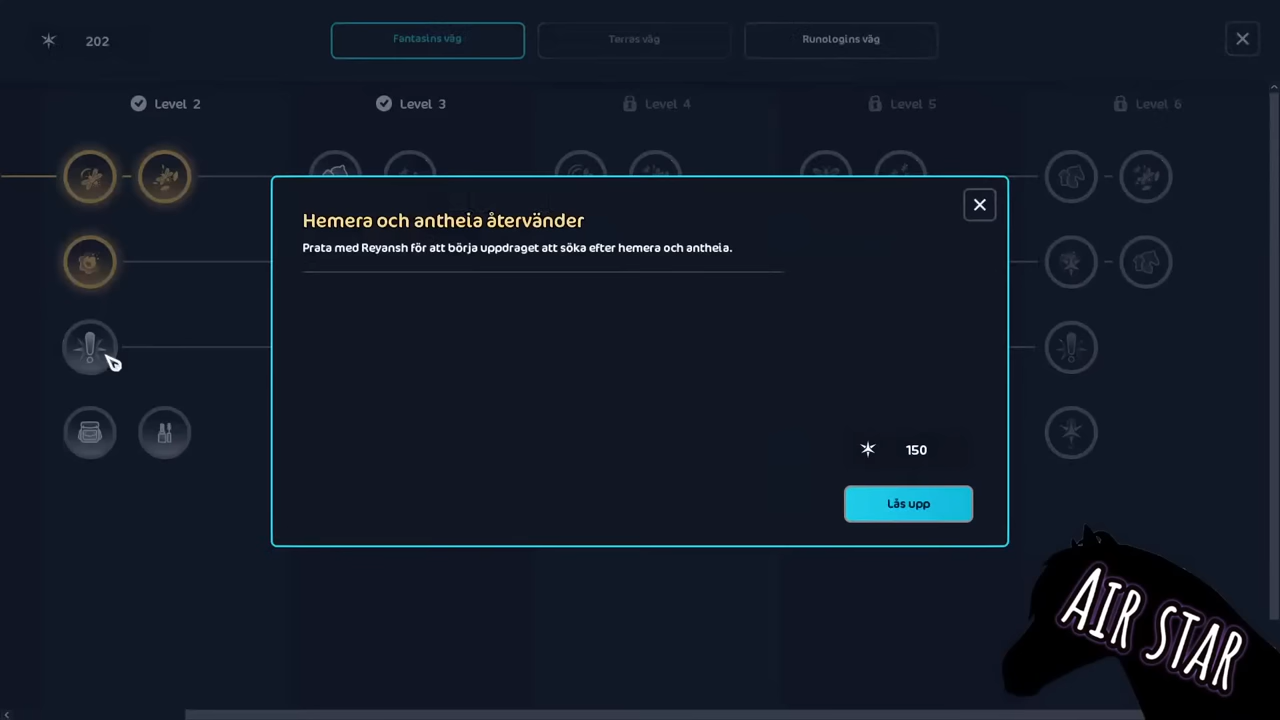 202
Fantasins väg
Terras väg
Runologins väg
Level 2
Level 3
Level 4
Level 5
Level 6
Hemera och antheia återvänder
Prata med Reyansh för att börja uppdraget att söka efter hemera och antheia.
150
Lås upp
AIR STAR